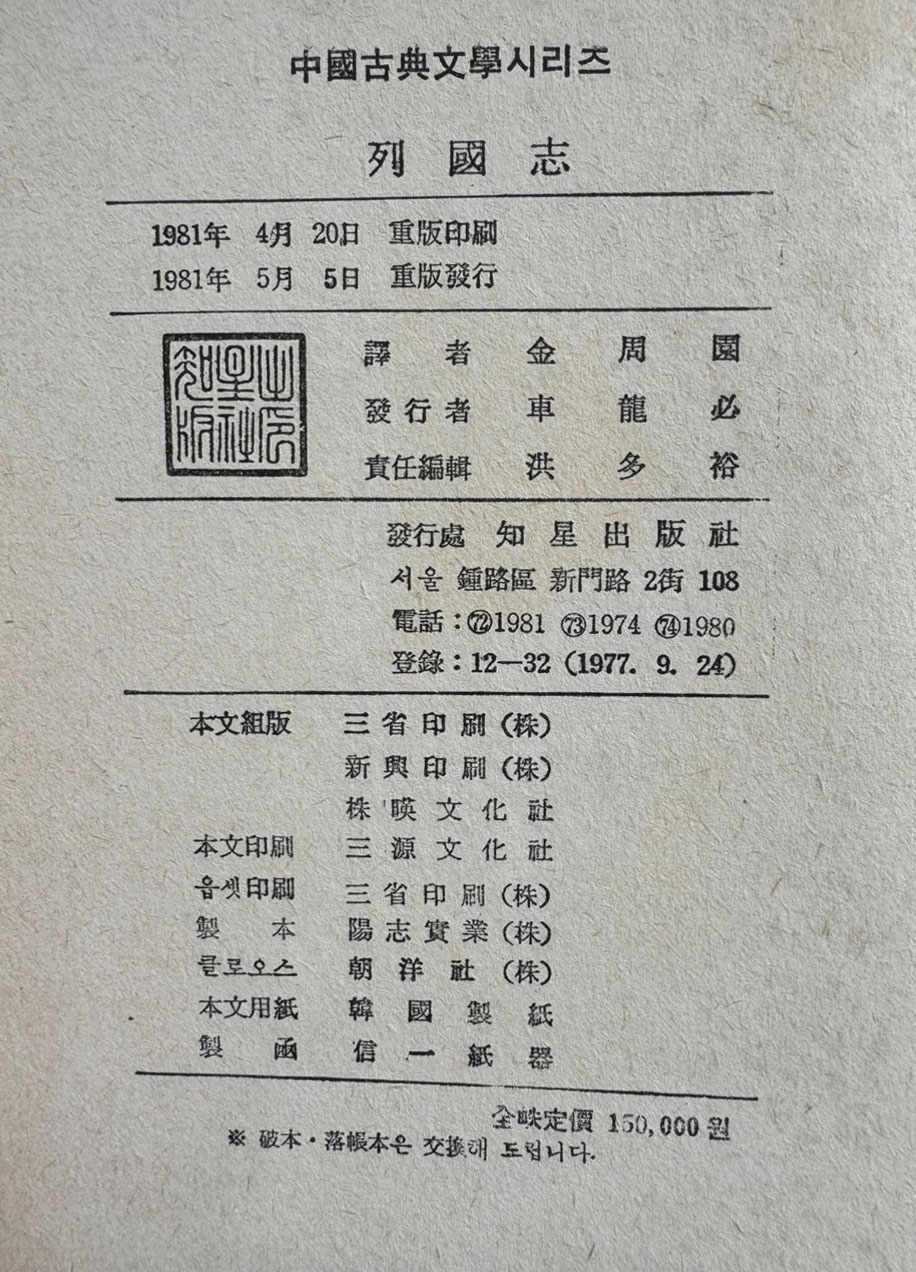 中國古典文學시리즈
列國志
1981年 4月 20日 重版印刷
1981年 5月 5日 重版發行
譯者 金周園
發行者 車龍必
責任編輯 洪多裕
知星出版社印
發行處 知星出版社
서울 鍾路區 新門路 2街 108
電話：㉒1981 ㉓1974 ㉔1980
登錄：12—32 (1977. 9. 24)
本文組版 三省印刷(株)
新興印刷(株)
株暎文化社
本文印刷 三源文化社
옵셋印刷 三省印刷(株)
製本 陽志實業(株)
클로오스 朝洋社(株)
本文用紙 韓國製紙
製函 信一紙器
全帙定價 150,000원
※ 破本·落帳本은 交換해 드립니다.